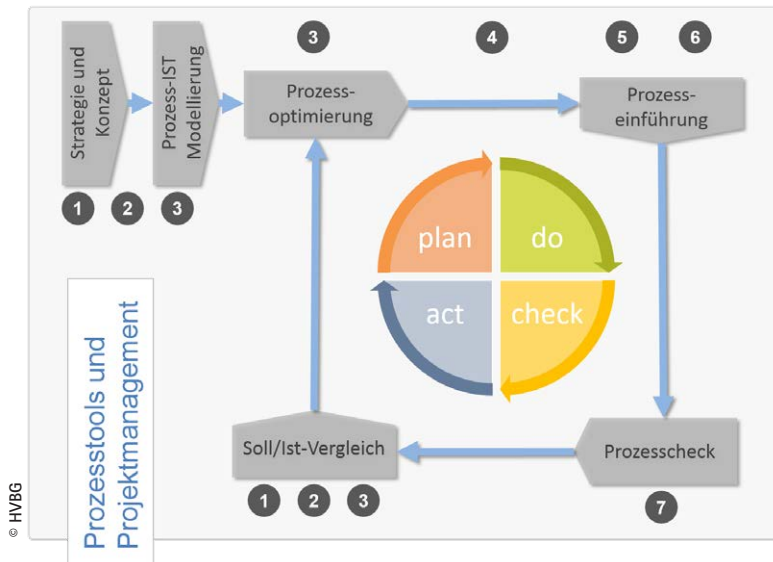 3
4
5
6
Strategie und
Konzept
Prozess-IST
Modellierung
Prozess-
optimierung
Prozess-
einführung
1
2
3
plan
do
act
check
Prozesstools und
Projektmanagement
Soll/Ist-Vergleich
Prozesscheck
1
2
3
7
© HVBG